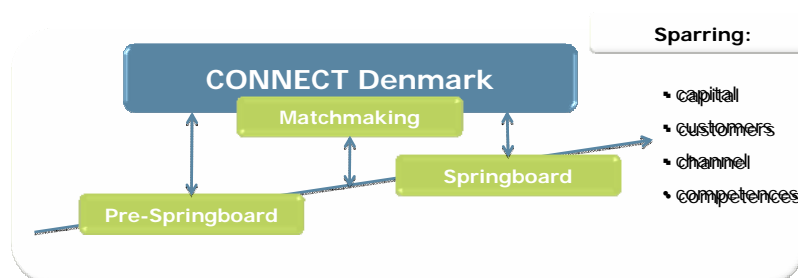 Sparring:
CONNECT Denmark
Matchmaking
Springboard
Pre-Springboard
• capital
• customers
• channel
• competences